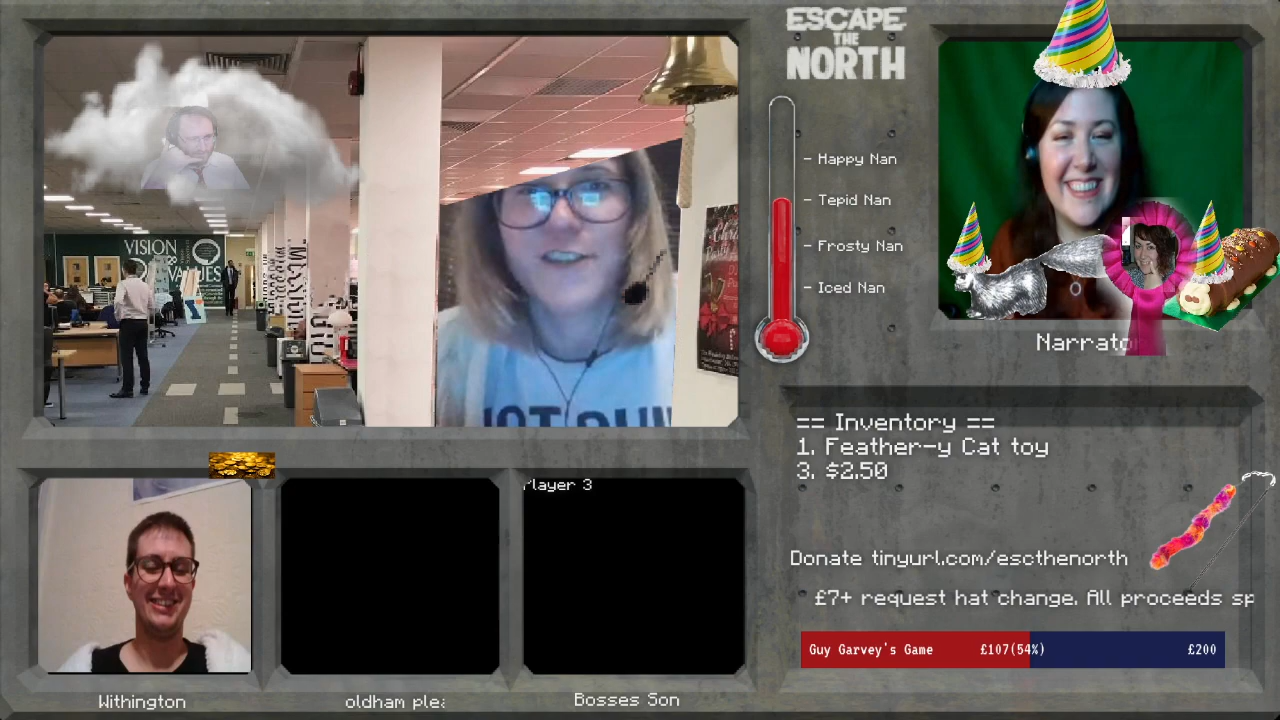 ESCAPE
THE
NORTH
- Happy Nan
- Tepid Nan
- Frosty Nan
- Iced Nan
VISION
VALUES
Narrato
== Inventory ==
1. Feather-y Cat toy
3. $2.50
Donate tinyurl.com/escthenorth
£7+ request hat change. All proceeds sp
Guy Garvey's Game £107(54%) £200
Player 3
Withington
oldham plea
Bosses Son